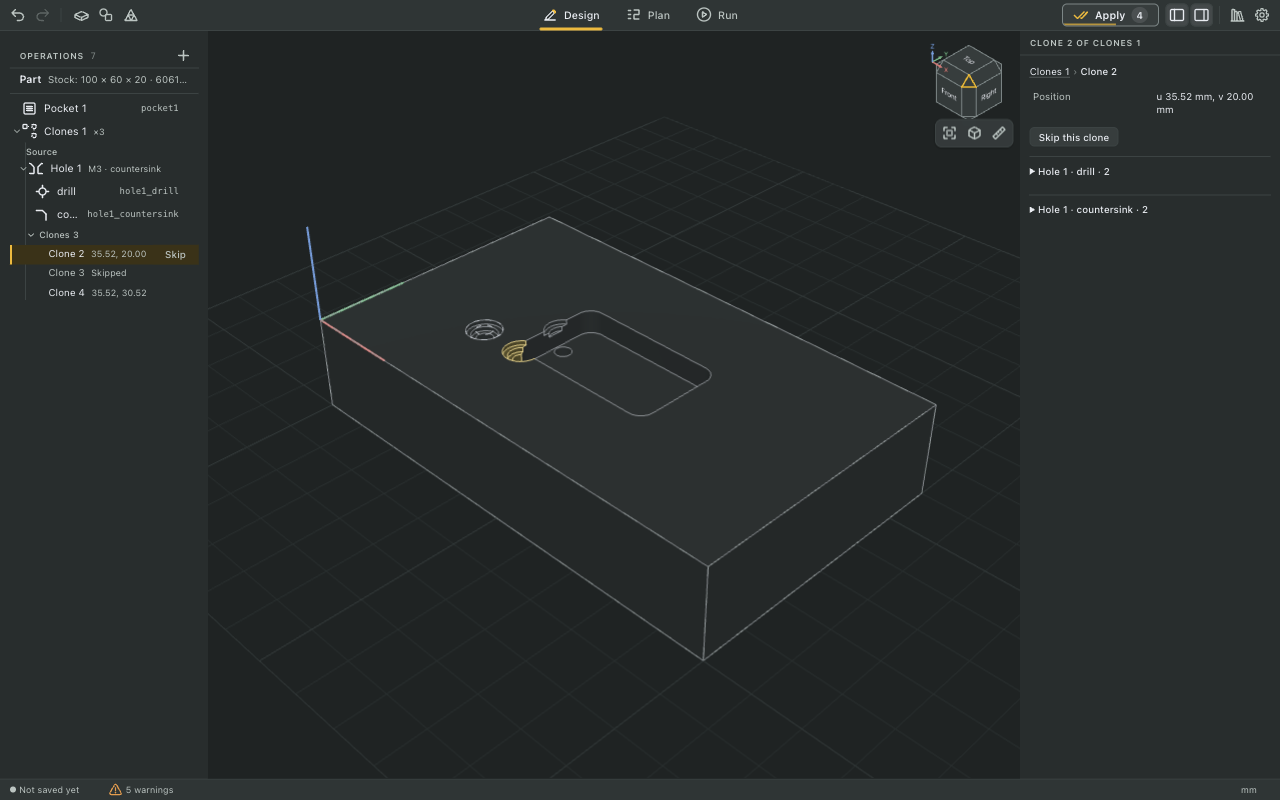 Design
Plan
Run
Apply 4
OPERATIONS 7
Part Stock: 100 × 60 × 20 · 6061...
Pocket 1 pocket1
Clones 1 ×3
Source
Hole 1 M3 · countersink
drill hole1_drill
co... hole1_countersink
Clones 3
Clone 2 35.52, 20.00 Skip
Clone 3 Skipped
Clone 4 35.52, 30.52
Z
Y
X
Top
Front
Right
CLONE 2 OF CLONES 1
Clones 1 › Clone 2
Position u 35.52 mm, v 20.00
mm
Skip this clone
Hole 1 · drill · 2
Hole 1 · countersink · 2
Not saved yet
5 warnings
mm